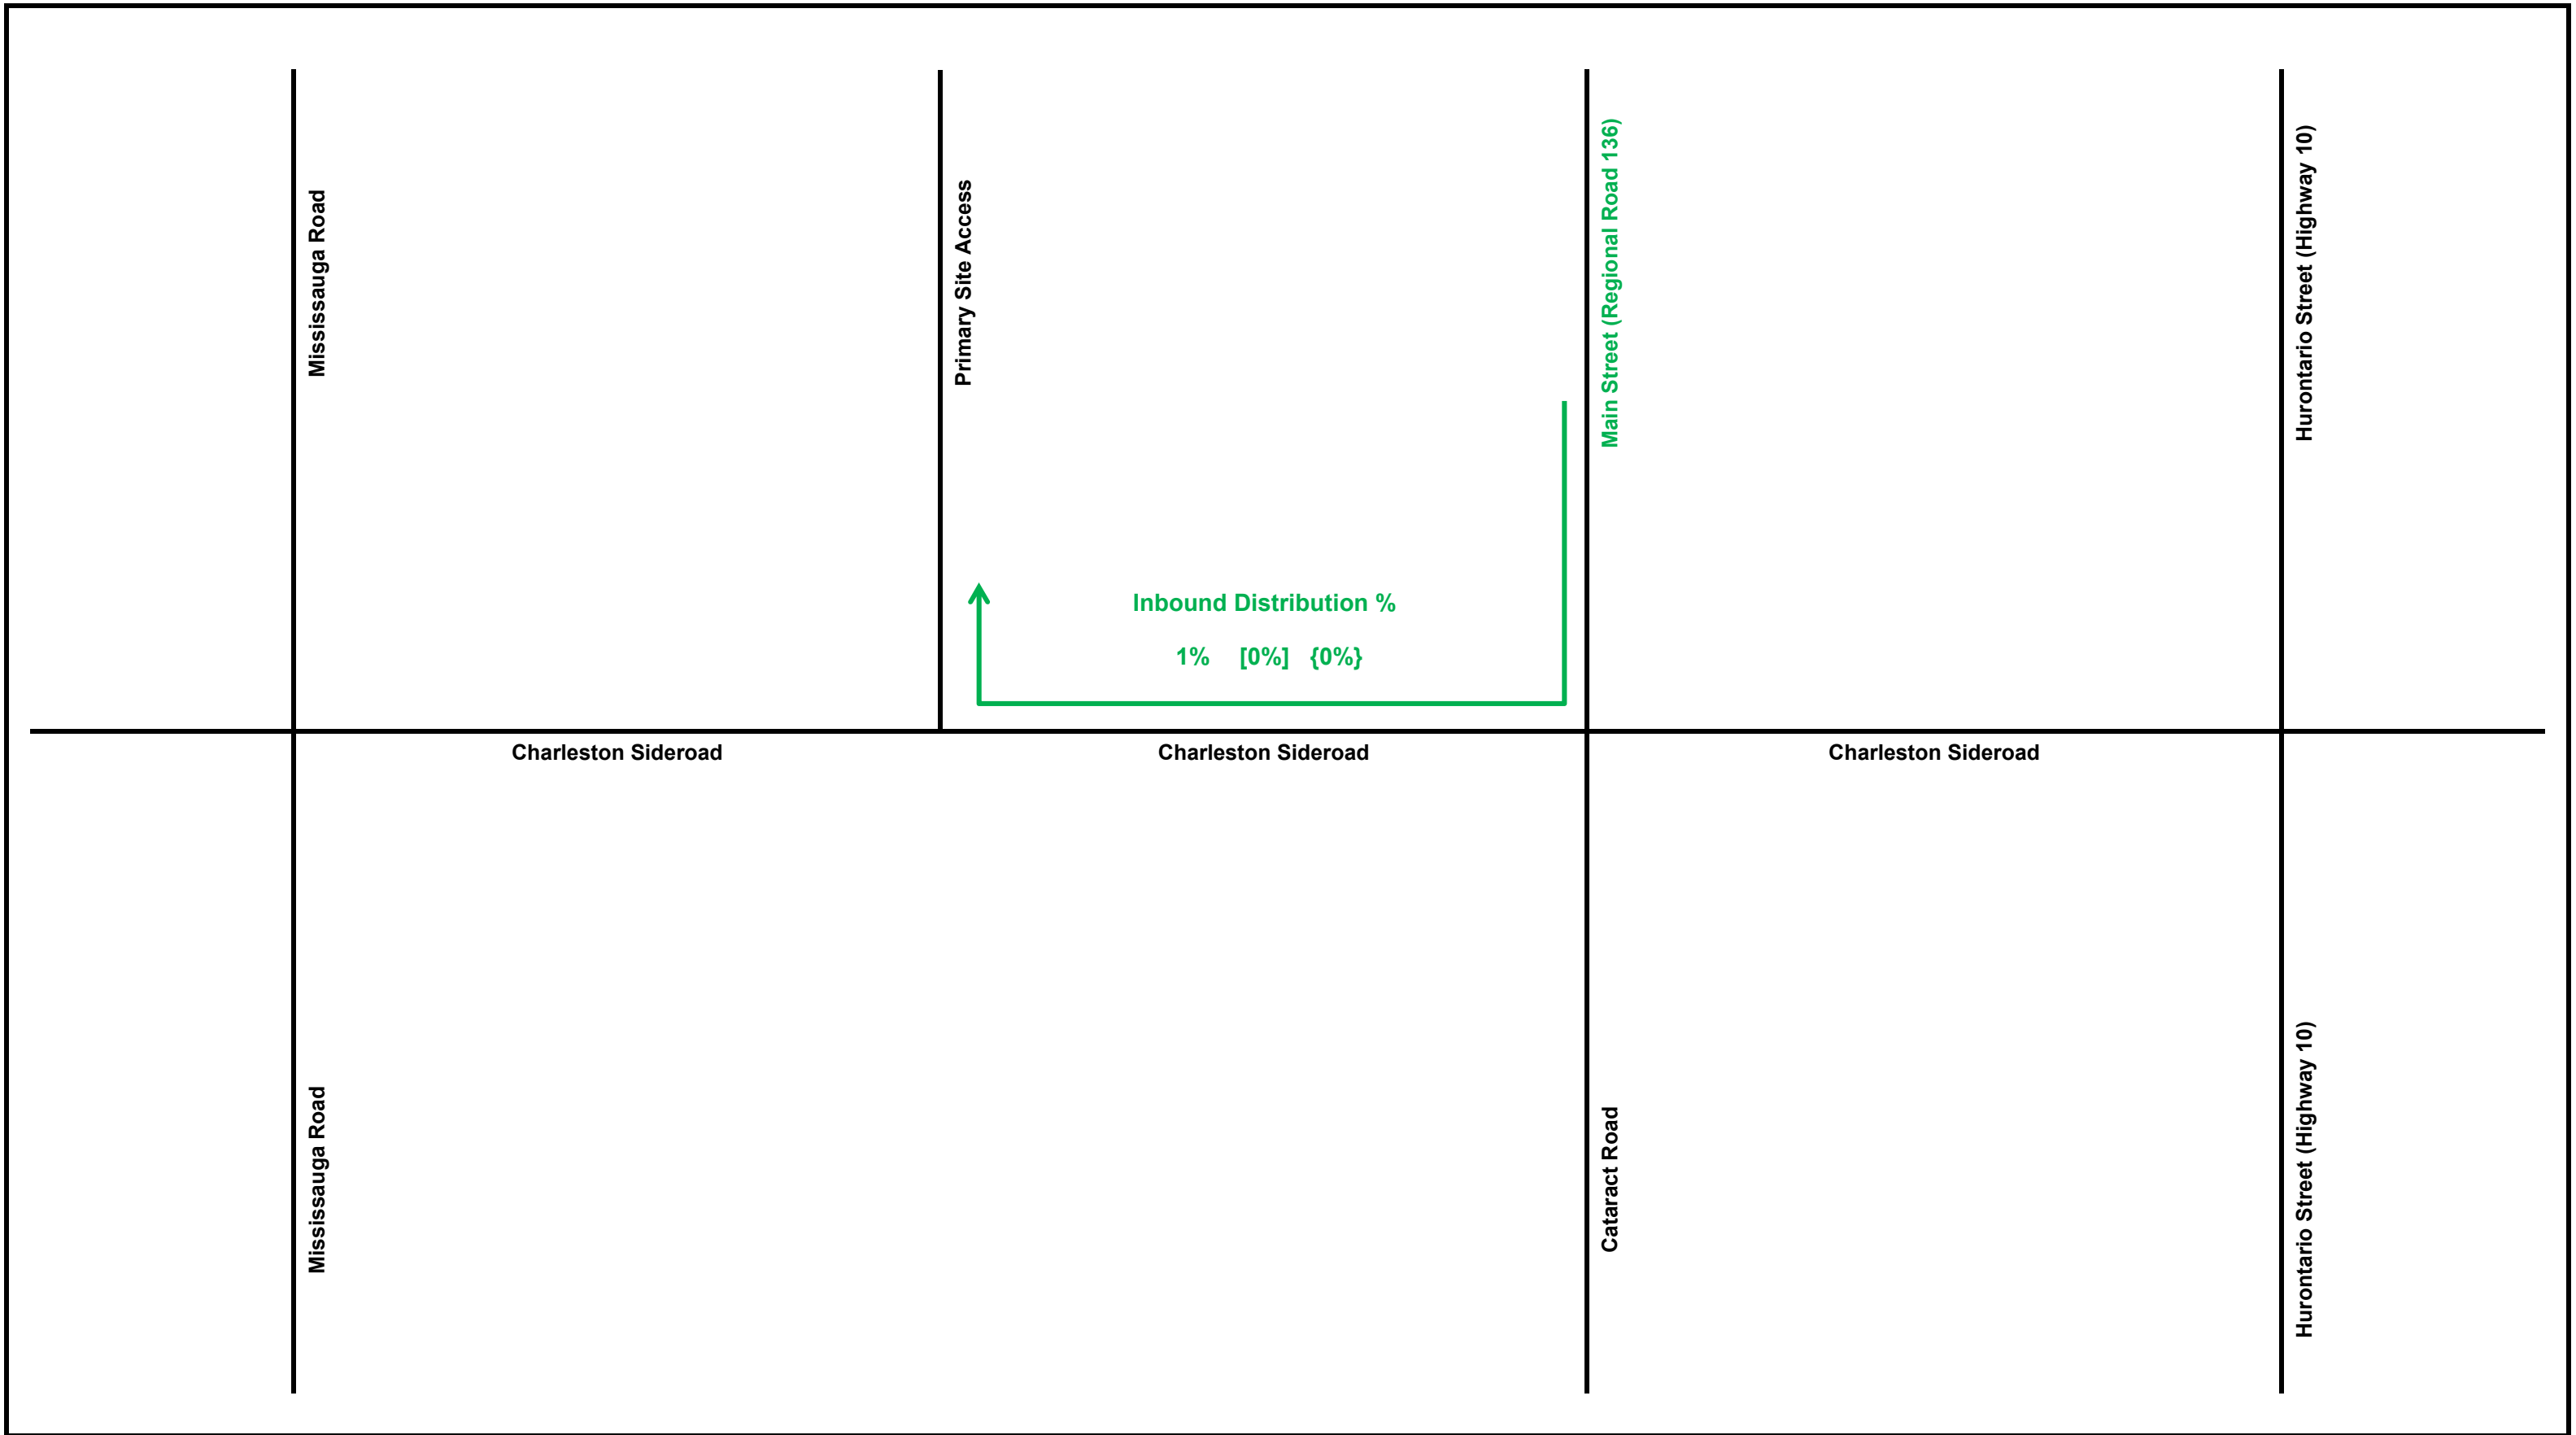 Mississauga Road
Primary Site Access
Main Street (Regional Road 136)
Hurontario Street (Highway 10)
Inbound Distribution %
1% [0%] {0%}
Charleston Sideroad
Charleston Sideroad
Charleston Sideroad
Mississauga Road
Cataract Road
Hurontario Street (Highway 10)